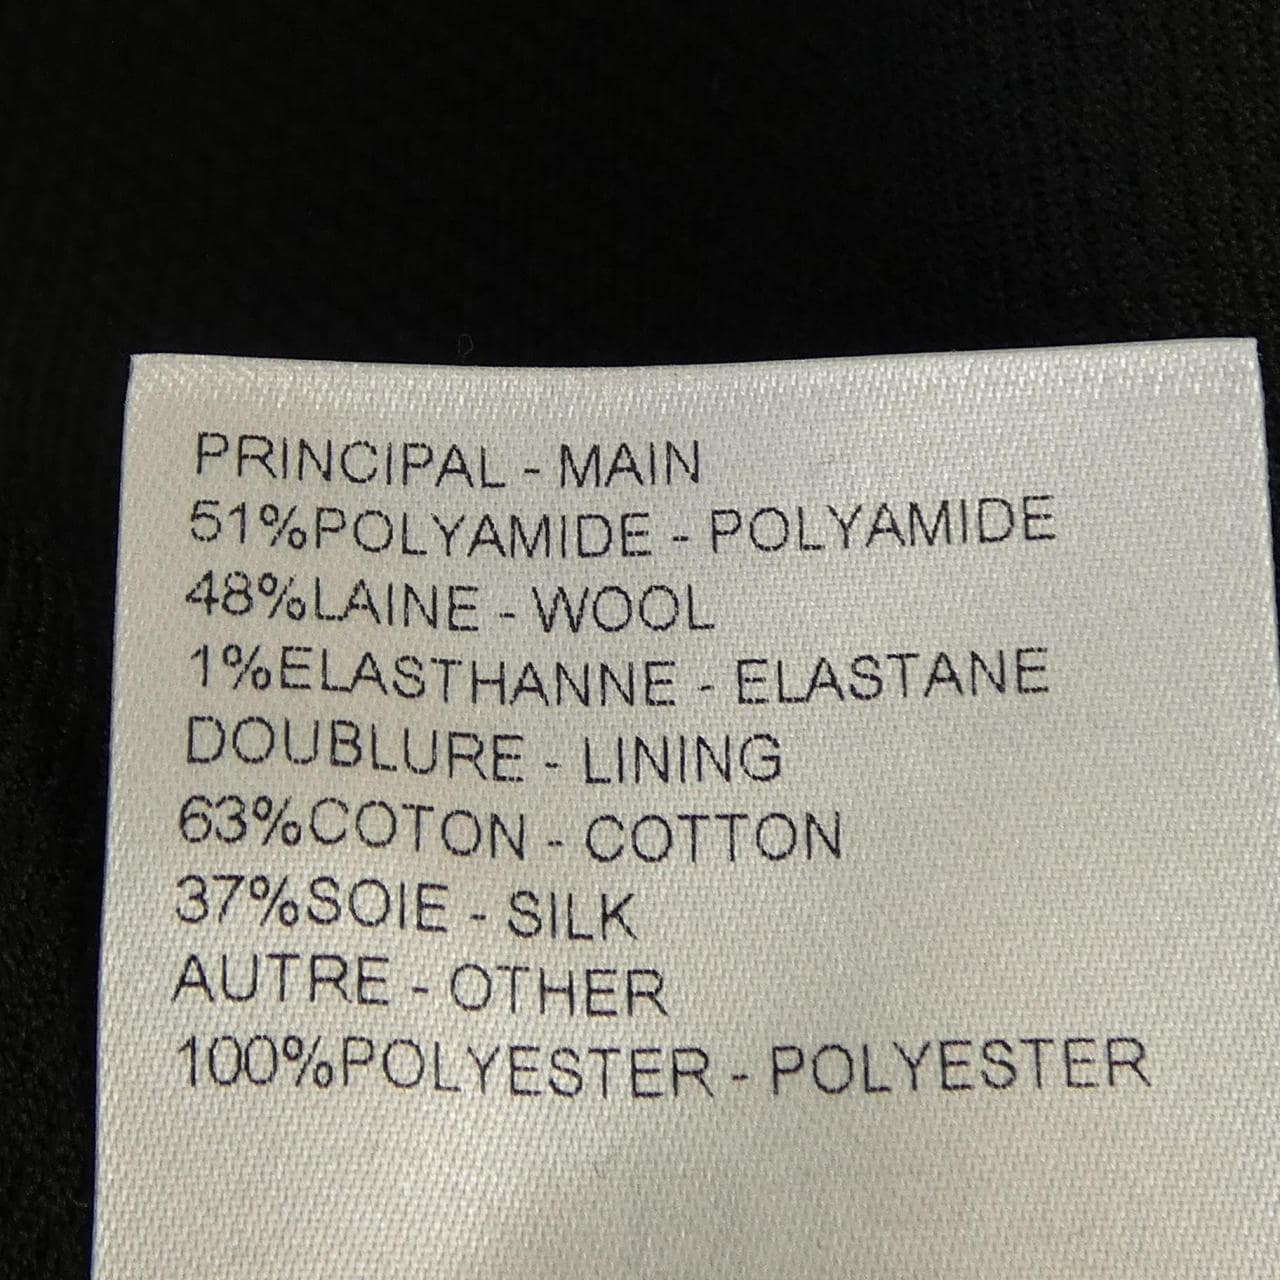 PRINCIPAL - MAIN
51%POLYAMIDE - POLYAMIDE
48%LAINE - WOOL
1%ELASTHANNE - ELASTANE
DOUBLURE - LINING
63%COTON - COTTON
37%SOIE - SILK
AUTRE - OTHER
100%POLYESTER - POLYESTER